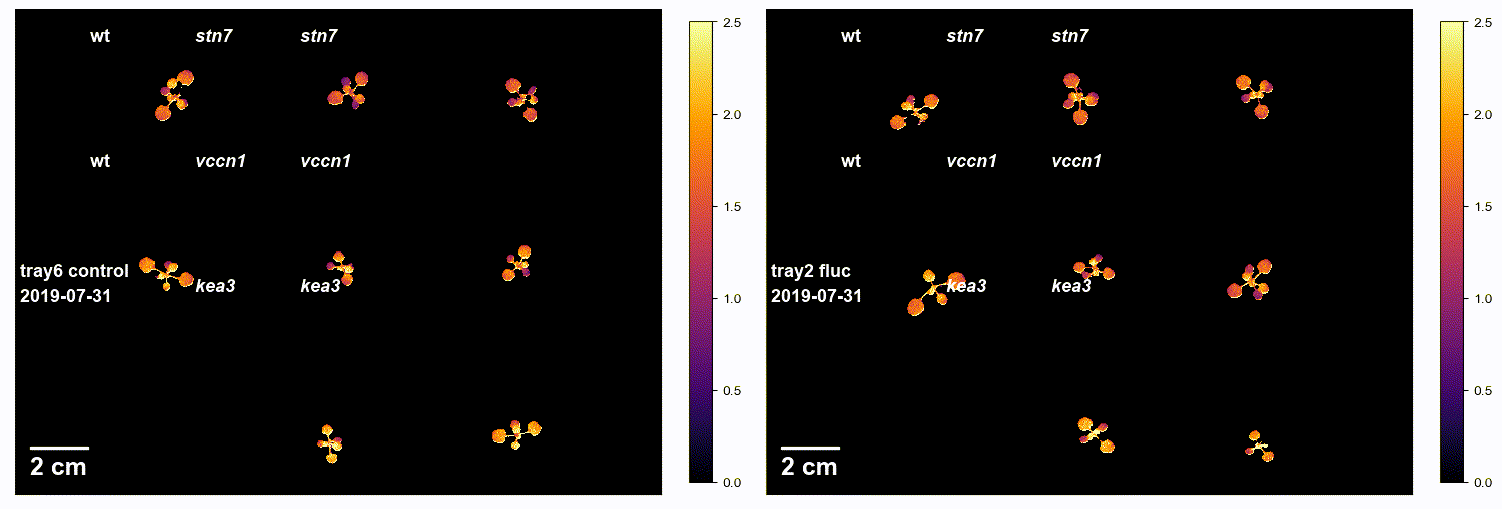 wt stn7 stn7
wt vccn1 vccn1
tray6 control
2019-07-31
kea3 kea3
2 cm
2.5
2.0
1.5
1.0
0.5
0.0
wt stn7 stn7
wt vccn1 vccn1
tray2 fluc
2019-07-31
kea3 kea3
2 cm
2.5
2.0
1.5
1.0
0.5
0.0